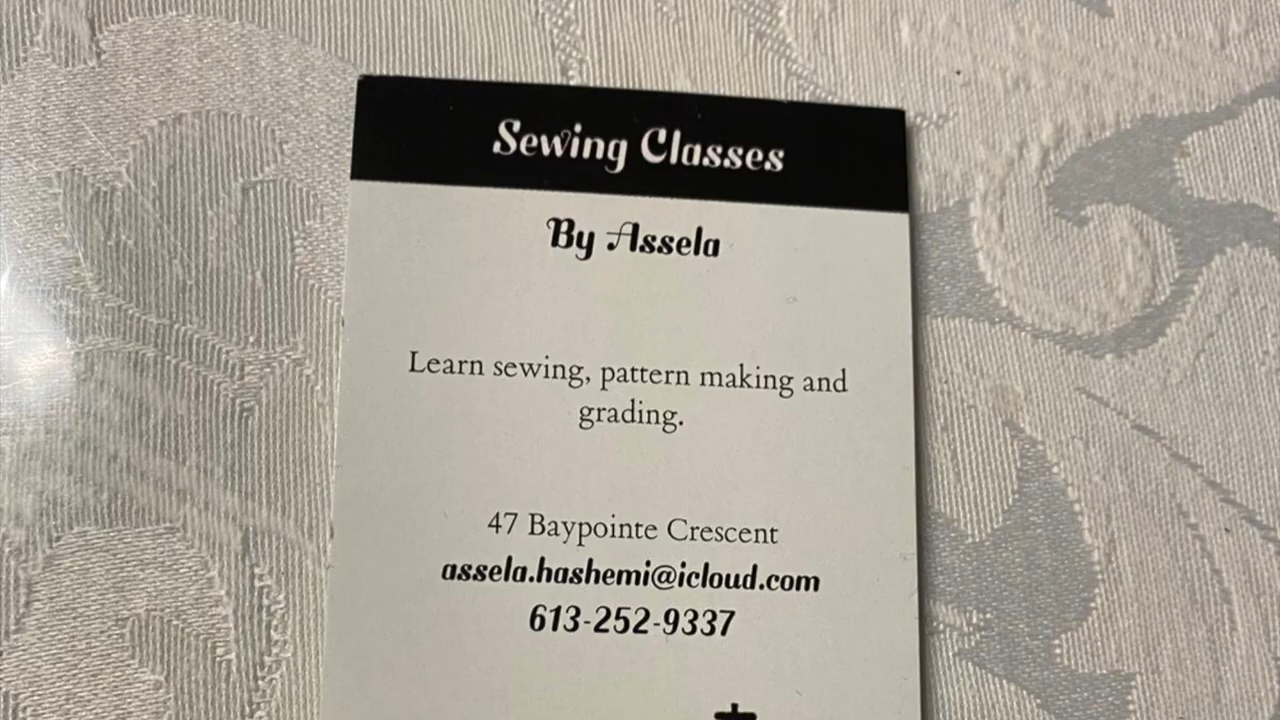 Sewing Classes
By Assela
Learn sewing, pattern making and
grading.
47 Baypointe Crescent
assela.hashemi@icloud.com
613-252-9337